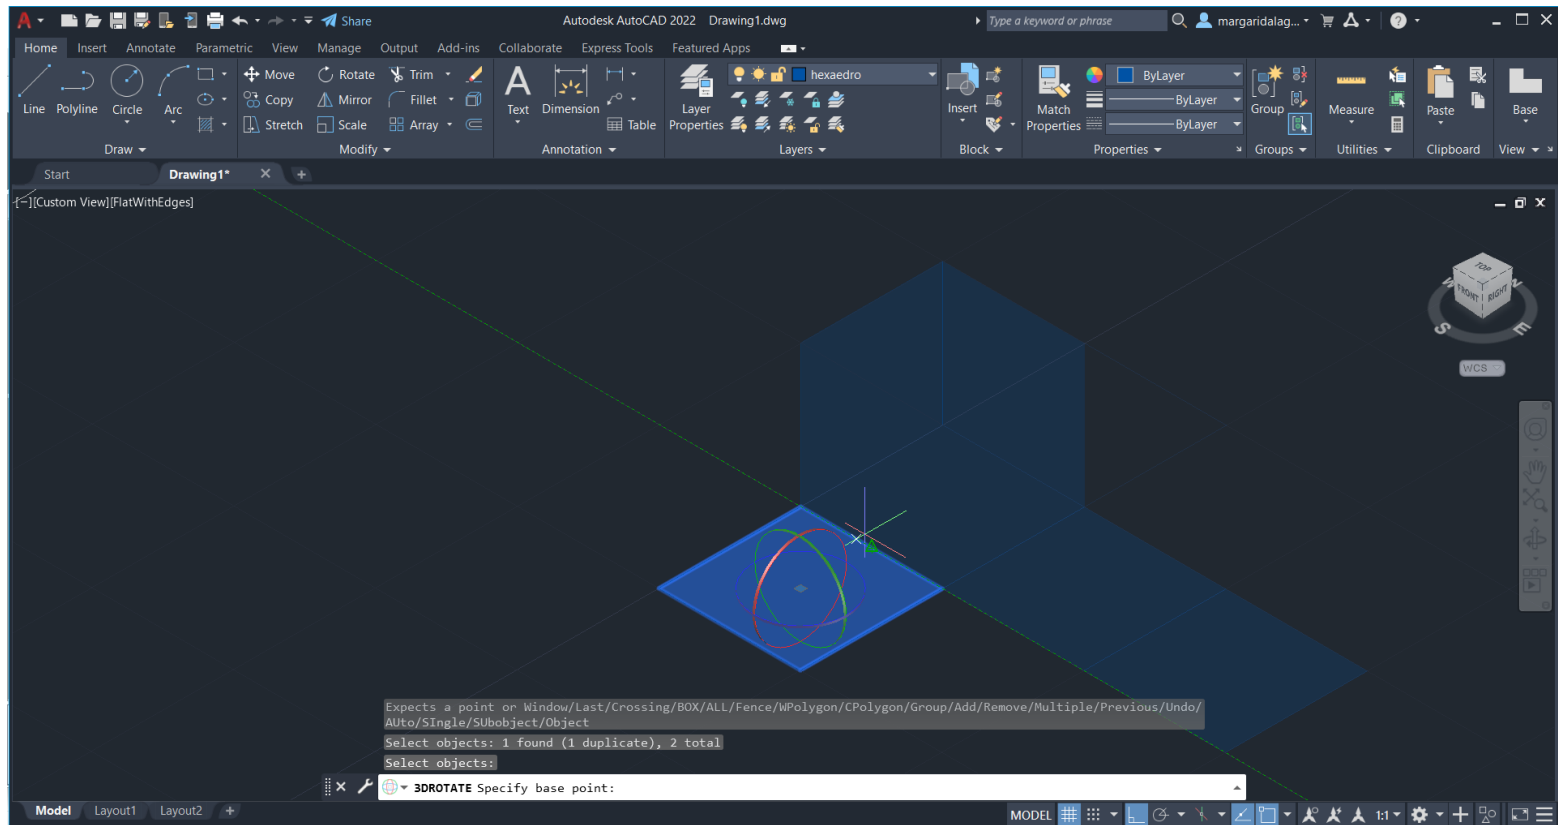 Share
Autodesk AutoCAD 2022 Drawing1.dwg
Type a keyword or phrase
margaridalag...
Home Insert Annotate Parametric View Manage Output Add-ins Collaborate Express Tools Featured Apps
Line Polyline Circle Arc
Move Rotate Trim
Copy Mirror Fillet
Stretch Scale Array
Text Dimension Table
Layer Properties
hexaedro
Insert
Match Properties
ByLayer
ByLayer
ByLayer
Group
Measure
Paste
Base
Draw Modify Annotation Layers Block Properties Groups Utilities Clipboard View
Start Drawing1* +
[−][Custom View][FlatWithEdges]
TOP
FRONT RIGHT
W N
S E
WCS
Expects a point or Window/Last/Crossing/BOX/ALL/Fence/WPolygon/CPolygon/Group/Add/Remove/Multiple/Previous/Undo/
AUto/SIngle/SUbobject/Object
Select objects: 1 found (1 duplicate), 2 total
Select objects:
3DROTATE Specify base point:
Model Layout1 Layout2 +
MODEL 1:1